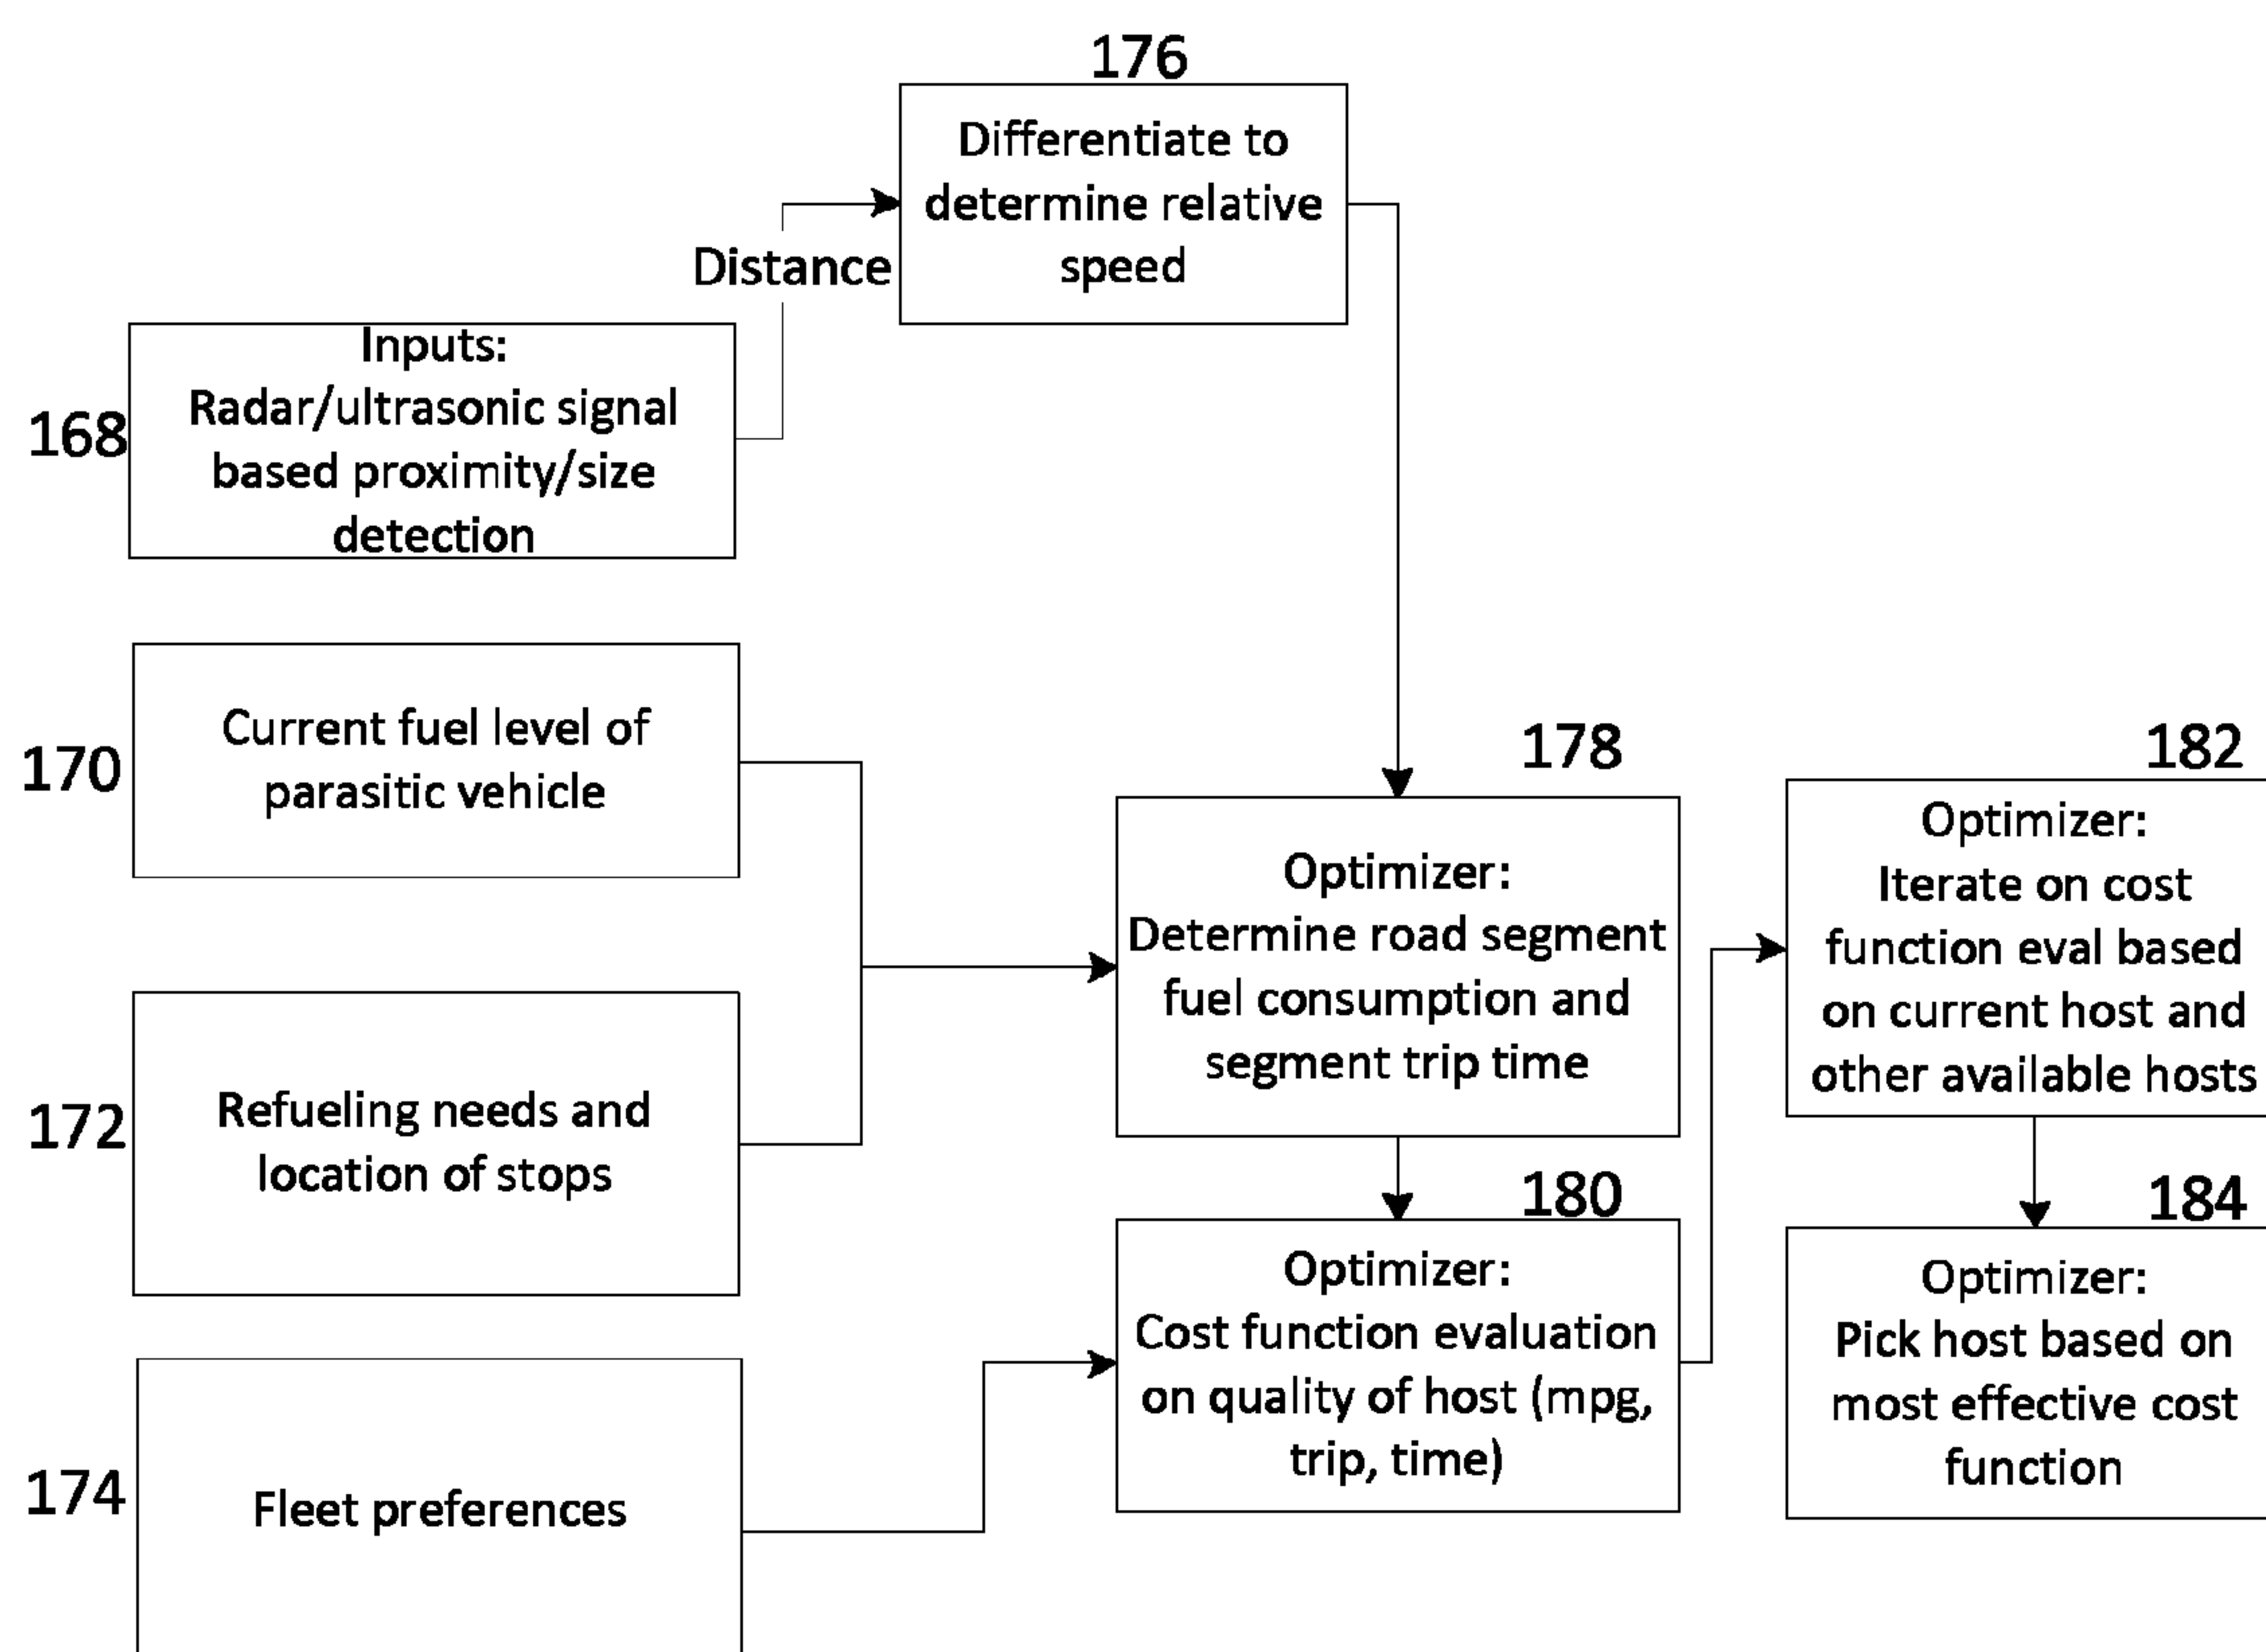 176
Differentiate to
determine relative
speed
Distance
168
Inputs:
Radar/ultrasonic signal
based proximity/size
detection
170
Current fuel level of
parasitic vehicle
172
Refueling needs and
location of stops
174
Fleet preferences
178
Optimizer:
Determine road segment
fuel consumption and
segment trip time
180
Optimizer:
Cost function evaluation
on quality of host (mpg,
trip, time)
182
Optimizer:
Iterate on cost
function eval based
on current host and
other available hosts
184
Optimizer:
Pick host based on
most effective cost
function